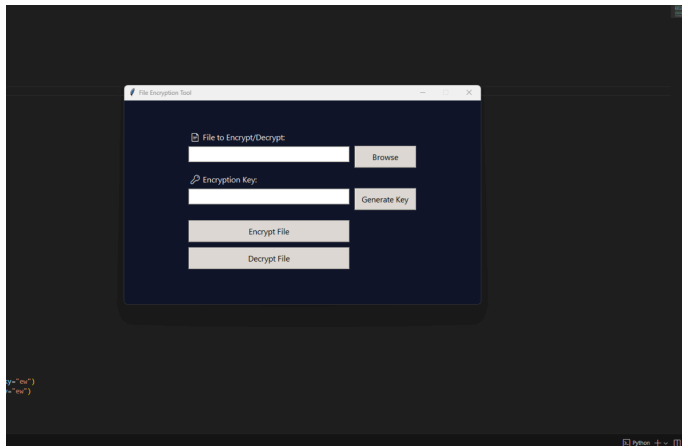 File Encryption Tool
File to Encrypt/Decrypt:
Browse
Encryption Key:
Generate Key
Encrypt File
Decrypt File
ky="ew")
="ew")
Python